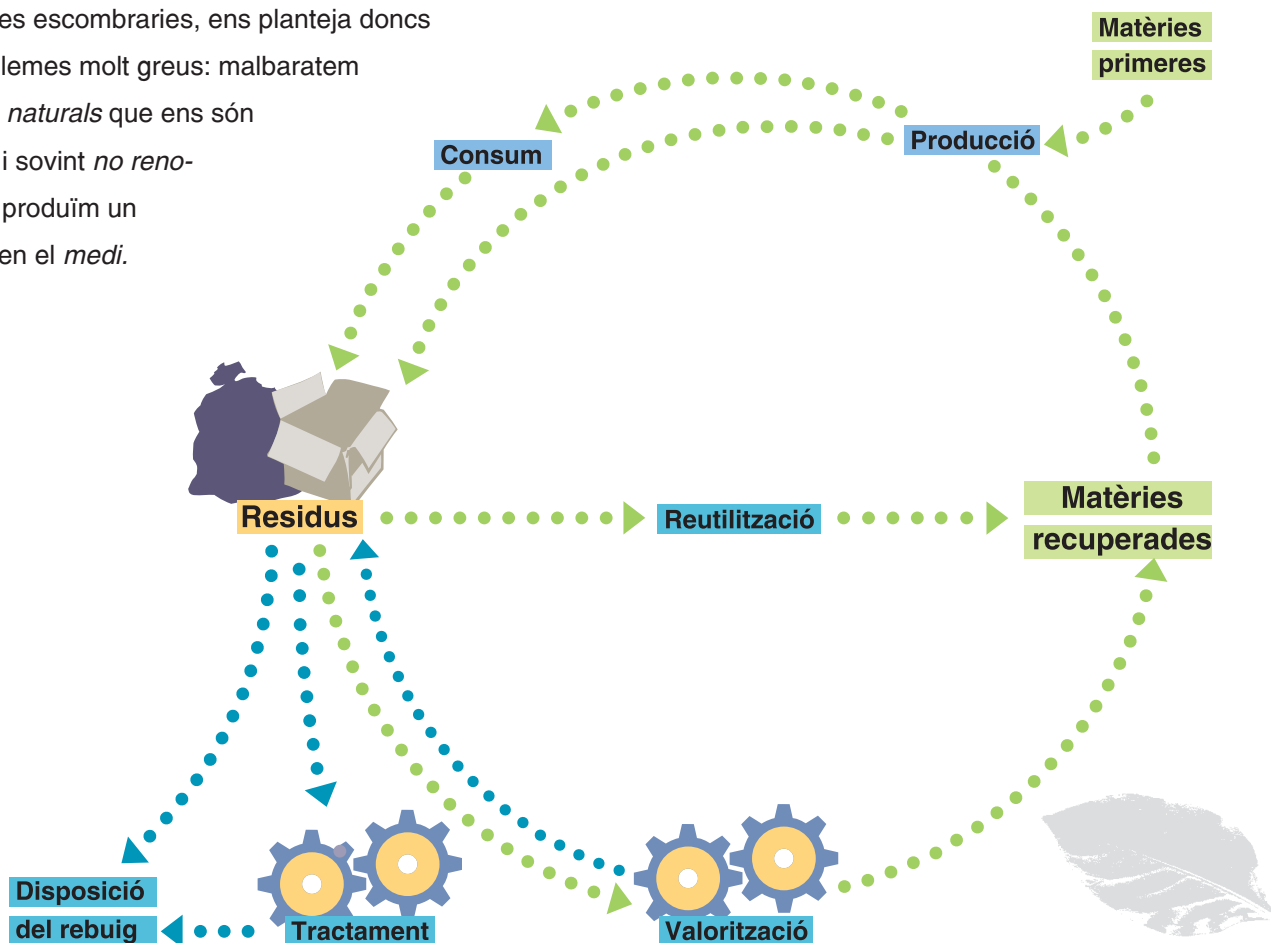 es escombraries, ens planteja doncs
lemes molt greus: malbaratem
naturals que ens són
i sovint no reno-
produïm un
en el medi.
Matèries
primeres
Producció
Consum
Residus
Reutilització
Matèries
recuperades
Disposició
del rebuig
Tractament
Valorització